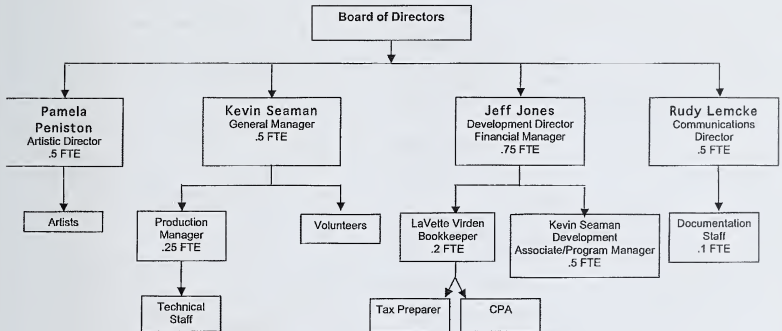 Board of Directors
Pamela
Peniston
Artistic Director
.5 FTE
Kevin Seaman
General Manager
.5 FTE
Jeff Jones
Development Director
Financial Manager
.75 FTE
Rudy Lemcke
Communications
Director
.5 FTE
Artists
Production
Manager
.25 FTE
Volunteers
LaVette Virden
Bookkeeper
.2 FTE
Kevin Seaman
Development
Associate/Program Manager
.5 FTE
Documentation
Staff
.1 FTE
Technical
Staff
Tax Preparer
CPA